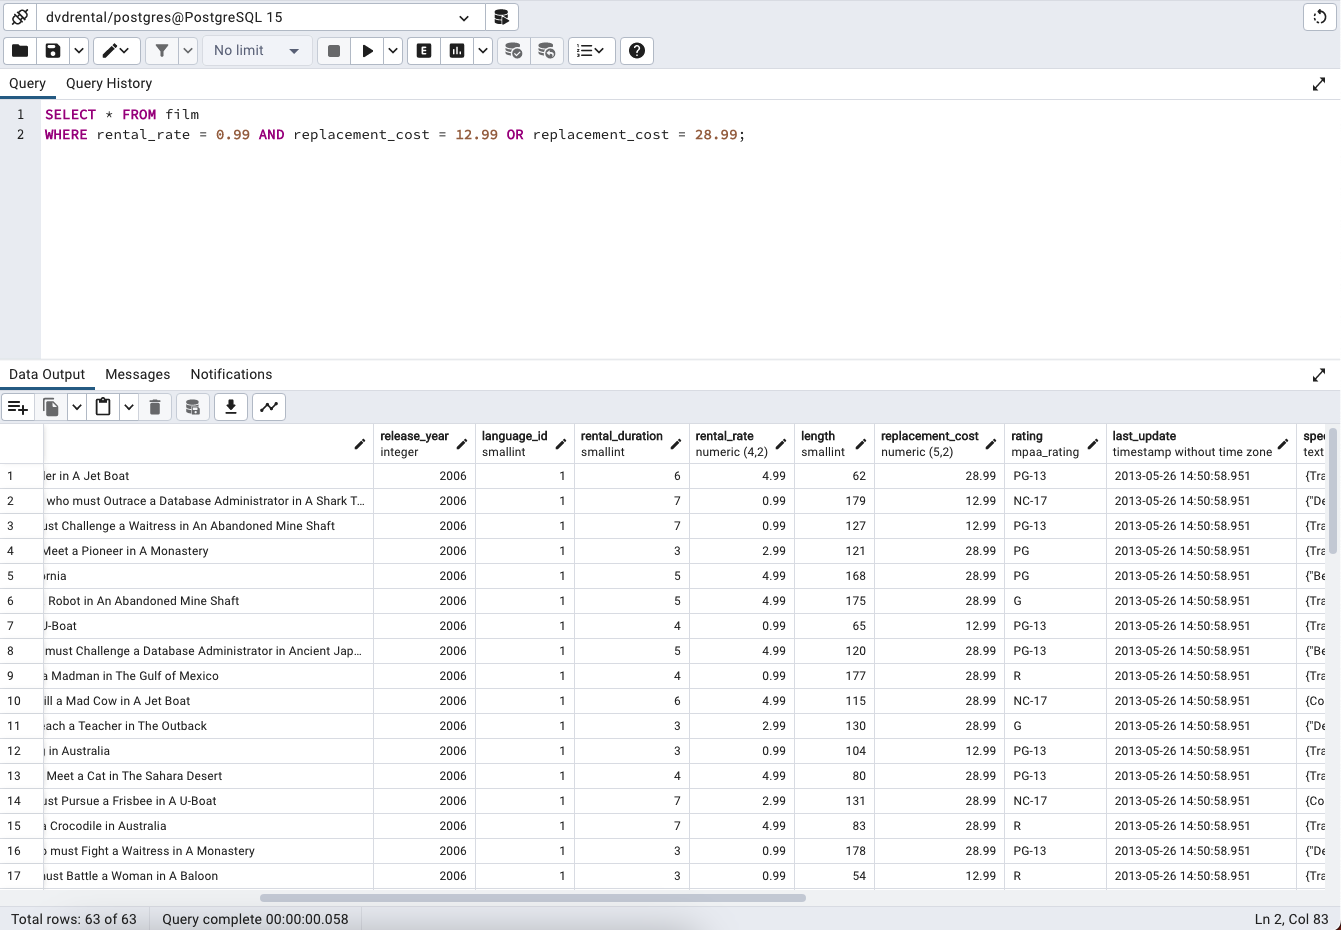 dvdrental/postgres@PostgreSQL 15
No limit
E
Query Query History
1 SELECT * FROM film
2 WHERE rental_rate = 0.99 AND replacement_cost = 12.99 OR replacement_cost = 28.99;
Data Output Messages Notifications
release_year language_id rental_duration rental_rate length replacement_cost rating last_update
integer smallint smallint numeric (4,2) smallint numeric (5,2) mpaa_rating timestamp without time zone text
1 in A Jet Boat 2006 1 6 4.99 62 28.99 PG-13 2013-05-26 14:50:58.951 {Tra
2 who must Outrace a Database Administrator in A Shark T... 2006 1 7 0.99 179 12.99 NC-17 2013-05-26 14:50:58.951 {"De
3 ust Challenge a Waitress in An Abandoned Mine Shaft 2006 1 7 0.99 127 12.99 PG-13 2013-05-26 14:50:58.951 {Tra
4 Meet a Pioneer in A Monastery 2006 1 3 2.99 121 28.99 PG 2013-05-26 14:50:58.951 {Tra
5 ornia 2006 1 5 4.99 168 28.99 PG 2013-05-26 14:50:58.951 {"Be
6 Robot in An Abandoned Mine Shaft 2006 1 5 4.99 175 28.99 G 2013-05-26 14:50:58.951 {Tra
7 U-Boat 2006 1 4 0.99 65 12.99 PG-13 2013-05-26 14:50:58.951 {Tra
8 must Challenge a Database Administrator in Ancient Jap... 2006 1 5 4.99 120 28.99 PG-13 2013-05-26 14:50:58.951 {"Be
9 a Madman in The Gulf of Mexico 2006 1 4 0.99 177 28.99 R 2013-05-26 14:50:58.951 {Tra
10 ill a Mad Cow in A Jet Boat 2006 1 6 4.99 115 28.99 NC-17 2013-05-26 14:50:58.951 {Co
11 each a Teacher in The Outback 2006 1 3 2.99 130 28.99 G 2013-05-26 14:50:58.951 {"De
12 in Australia 2006 1 3 0.99 104 12.99 PG-13 2013-05-26 14:50:58.951 {Tra
13 Meet a Cat in The Sahara Desert 2006 1 4 4.99 80 28.99 PG-13 2013-05-26 14:50:58.951 {Tra
14 ust Pursue a Frisbee in A U-Boat 2006 1 7 2.99 131 28.99 NC-17 2013-05-26 14:50:58.951 {Co
15 a Crocodile in Australia 2006 1 7 4.99 83 28.99 R 2013-05-26 14:50:58.951 {Tra
16 must Fight a Waitress in A Monastery 2006 1 3 0.99 178 28.99 PG-13 2013-05-26 14:50:58.951 {"De
17 ust Battle a Woman in A Baloon 2006 1 3 0.99 54 12.99 R 2013-05-26 14:50:58.951 {Tra
Total rows: 63 of 63 Query complete 00:00:00.058 Ln 2, Col 83